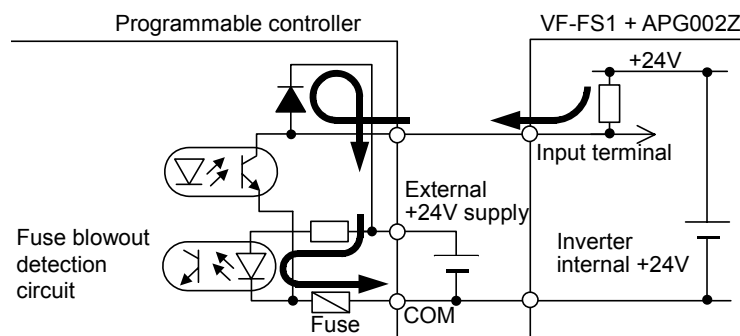 Programmable controller
VF-FS1 + APG002Z
+24V
Input terminal
External
+24V supply
Fuse blowout
detection
circuit
Inverter
internal +24V
COM
Fuse